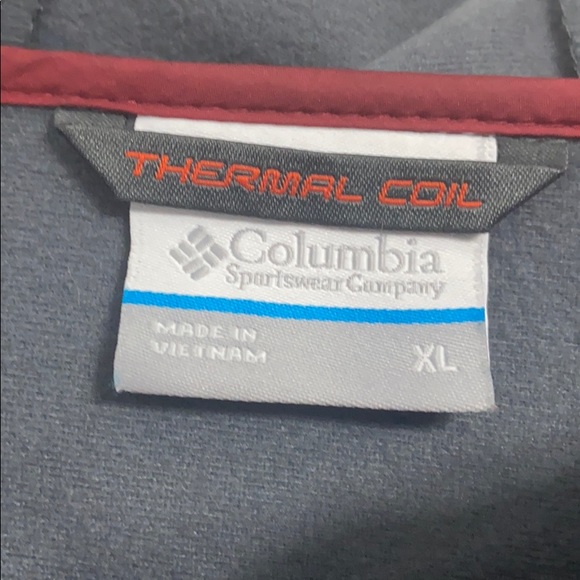 THERMAL COIL
Columbia
Sportswear Company
MADE IN
VIETNAM
XL